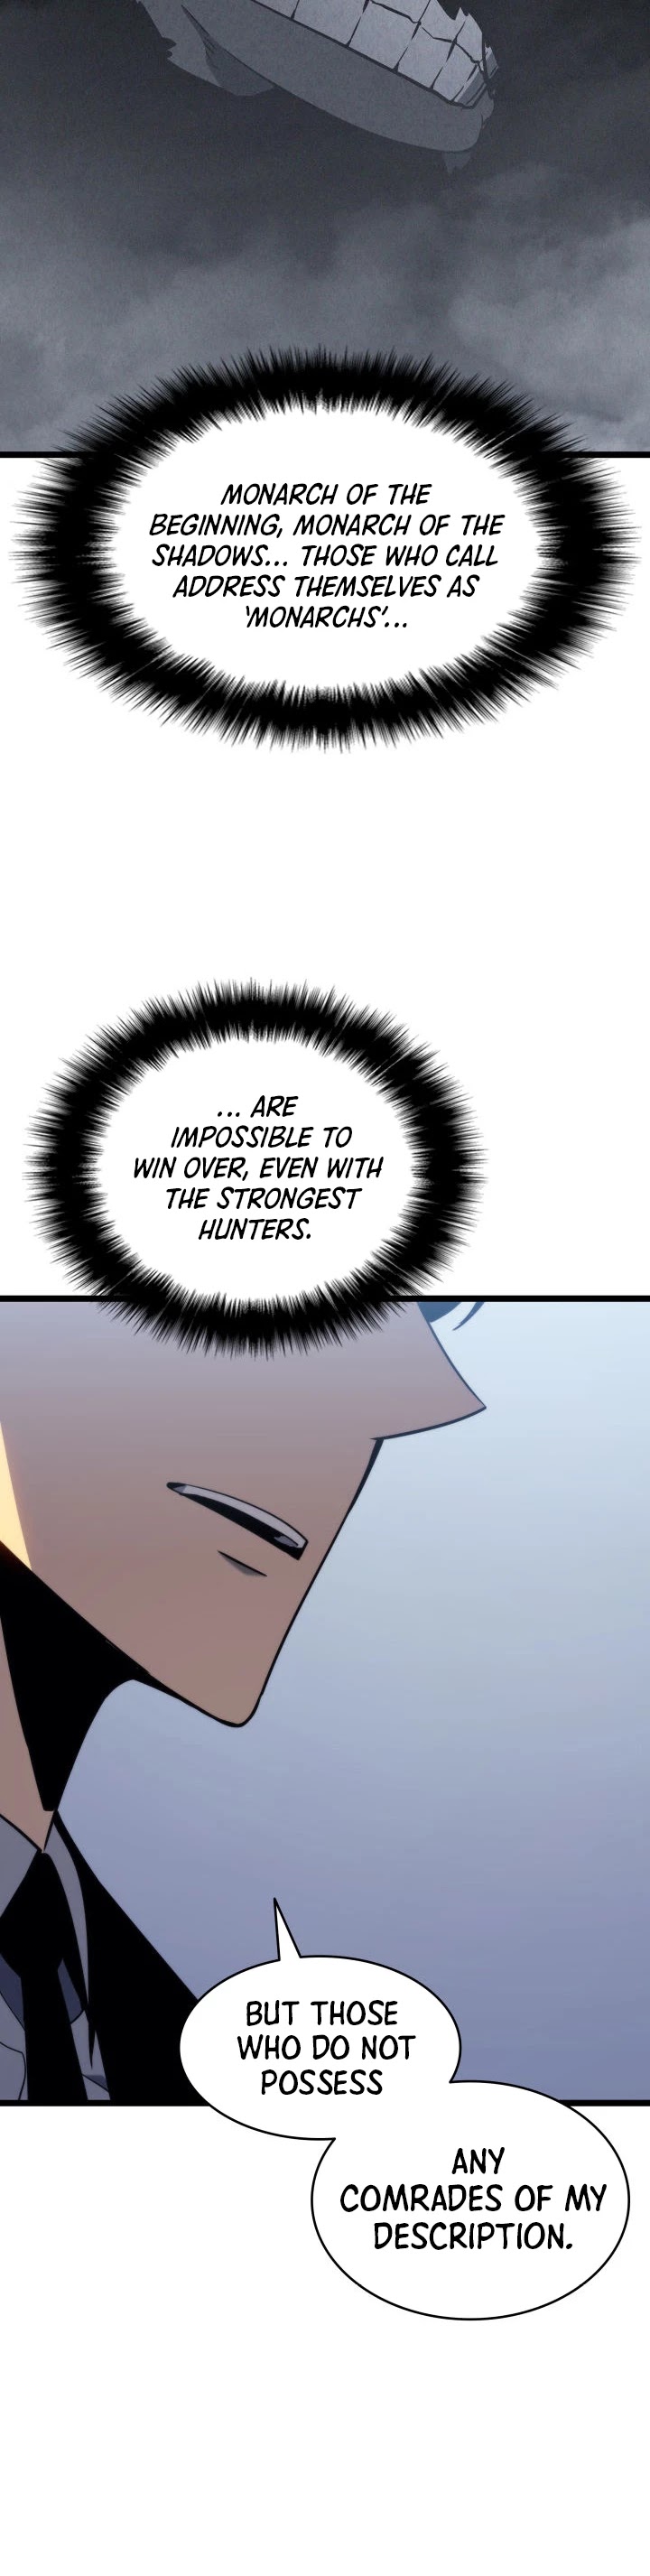 MONARCH OF THE
BEGINNING, MONARCH OF THE
SHADOWS... THOSE WHO CALL
ADDRESS THEMSELVES AS
'MONARCHS'...
... ARE
IMPOSSIBLE TO
WIN OVER, EVEN WITH
THE STRONGEST
HUNTERS.
BUT THOSE
WHO DO NOT
POSSESS
ANY
COMRADES OF MY
DESCRIPTION.